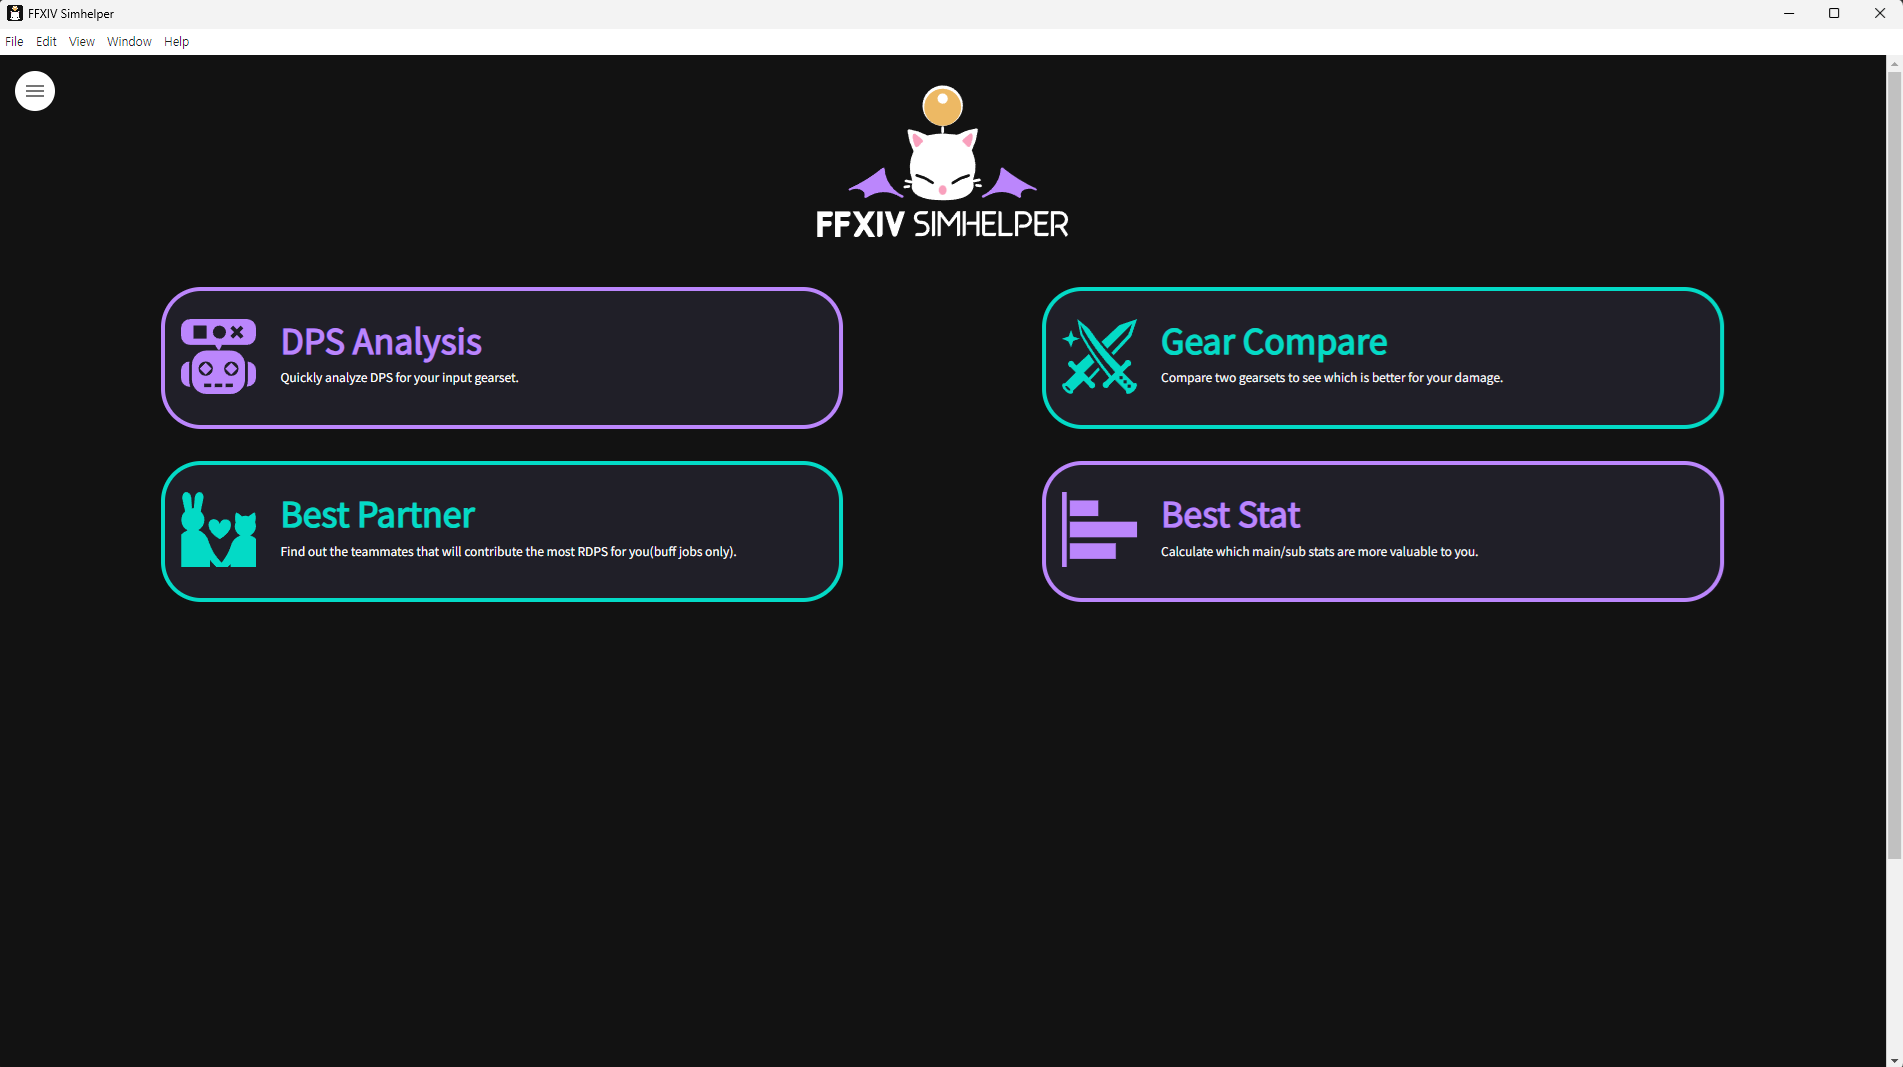 FFXIV Simhelper
File Edit View Window Help
FFXIV SIMHELPER
DPS Analysis
Quickly analyze DPS for your input gearset.
Gear Compare
Compare two gearsets to see which is better for your damage.
Best Partner
Find out the teammates that will contribute the most RDPS for you(buff jobs only).
Best Stat
Calculate which main/sub stats are more valuable to you.